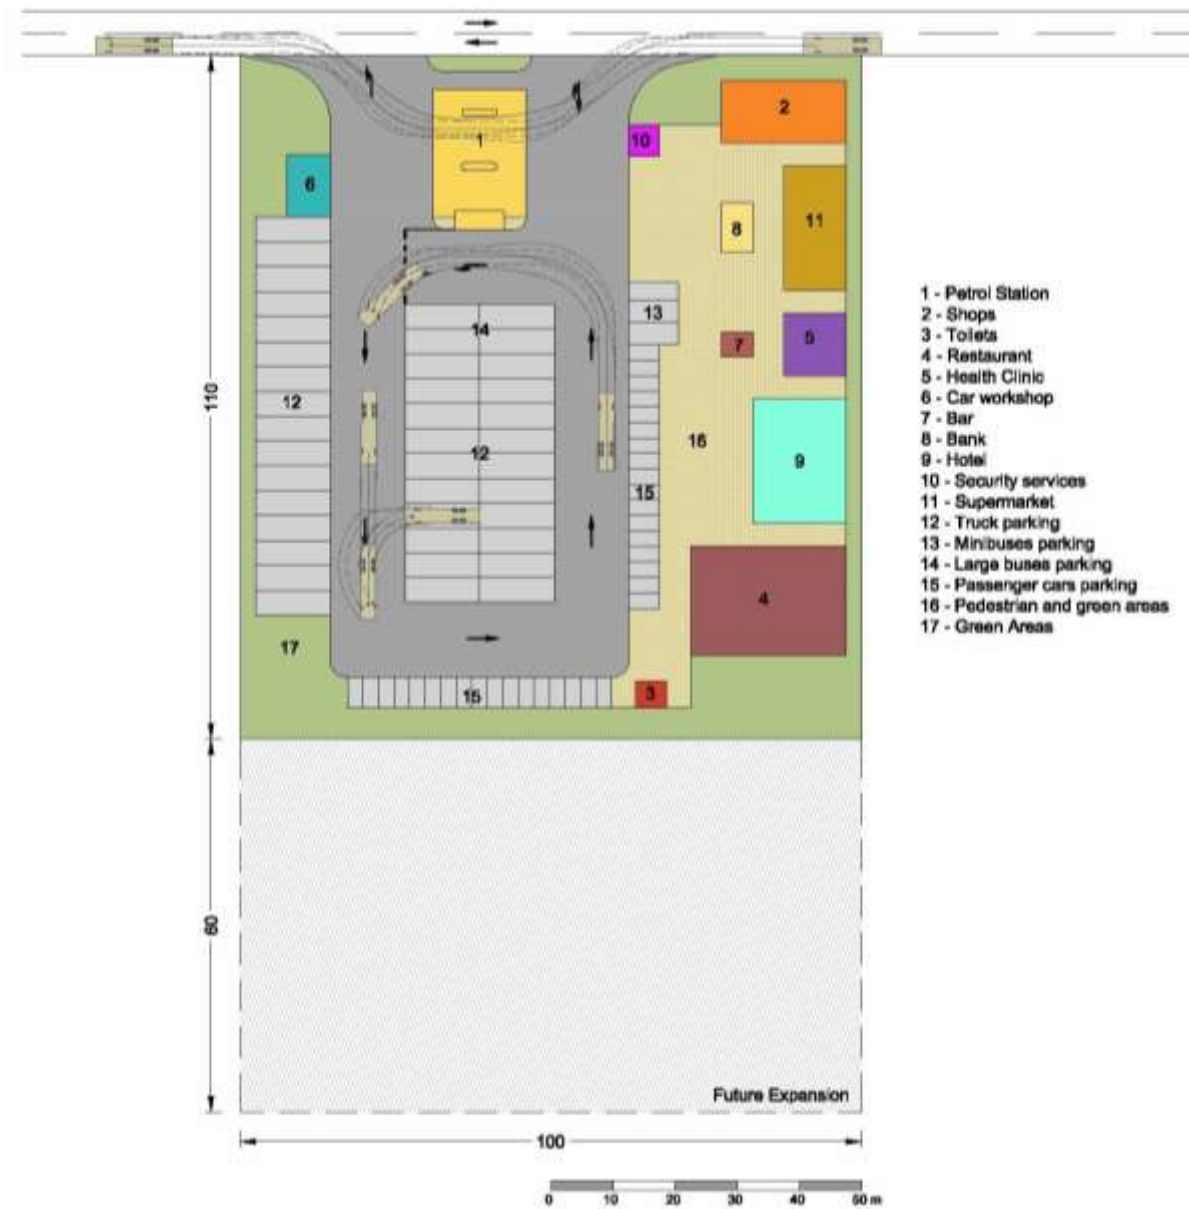 1
2
10
6
11
8
13
14
7
5
12
110
12
16
9
15
4
17
15
3
1 - Petrol Station
2 - Shops
3 - Toilets
4 - Restaurant
5 - Health Clinic
6 - Car workshop
7 - Bar
8 - Bank
9 - Hotel
10 - Security services
11 - Supermarket
12 - Truck parking
13 - Minibuses parking
14 - Large buses parking
15 - Passenger cars parking
16 - Pedestrian and green areas
17 - Green Areas
60
Future Expansion
100
0 10 20 30 40 50 m